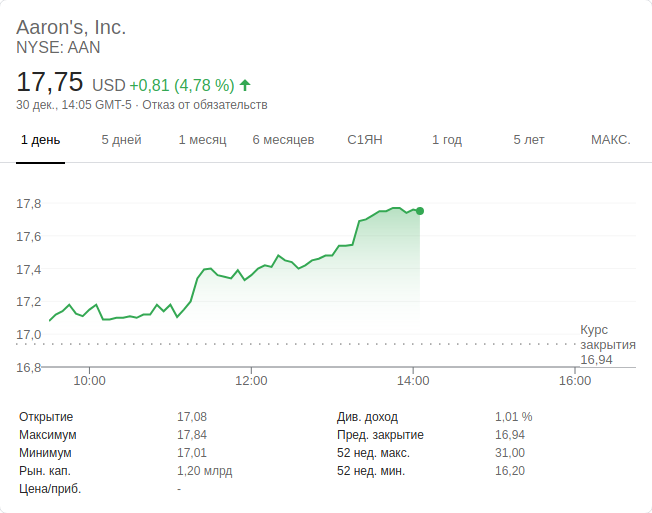 Aaron's, Inc.
NYSE: AAN
17,75 USD +0,81 (4,78 %)
30 дек., 14:05 GMT-5 · Отказ от обязательств
1 день 5 дней 1 месяц 6 месяцев С1ЯН 1 год 5 лет МАКС.
17,8
17,6
17,4
17,2
17,0
16,8
Курс
закрытия
16,94
10:00 12:00 14:00 16:00
Открытие 17,08 Див. доход 1,01 %
Максимум 17,84 Пред. закрытие 16,94
Минимум 17,01 52 нед. макс. 31,00
Рын. кап. 1,20 млрд 52 нед. мин. 16,20
Цена/приб. -